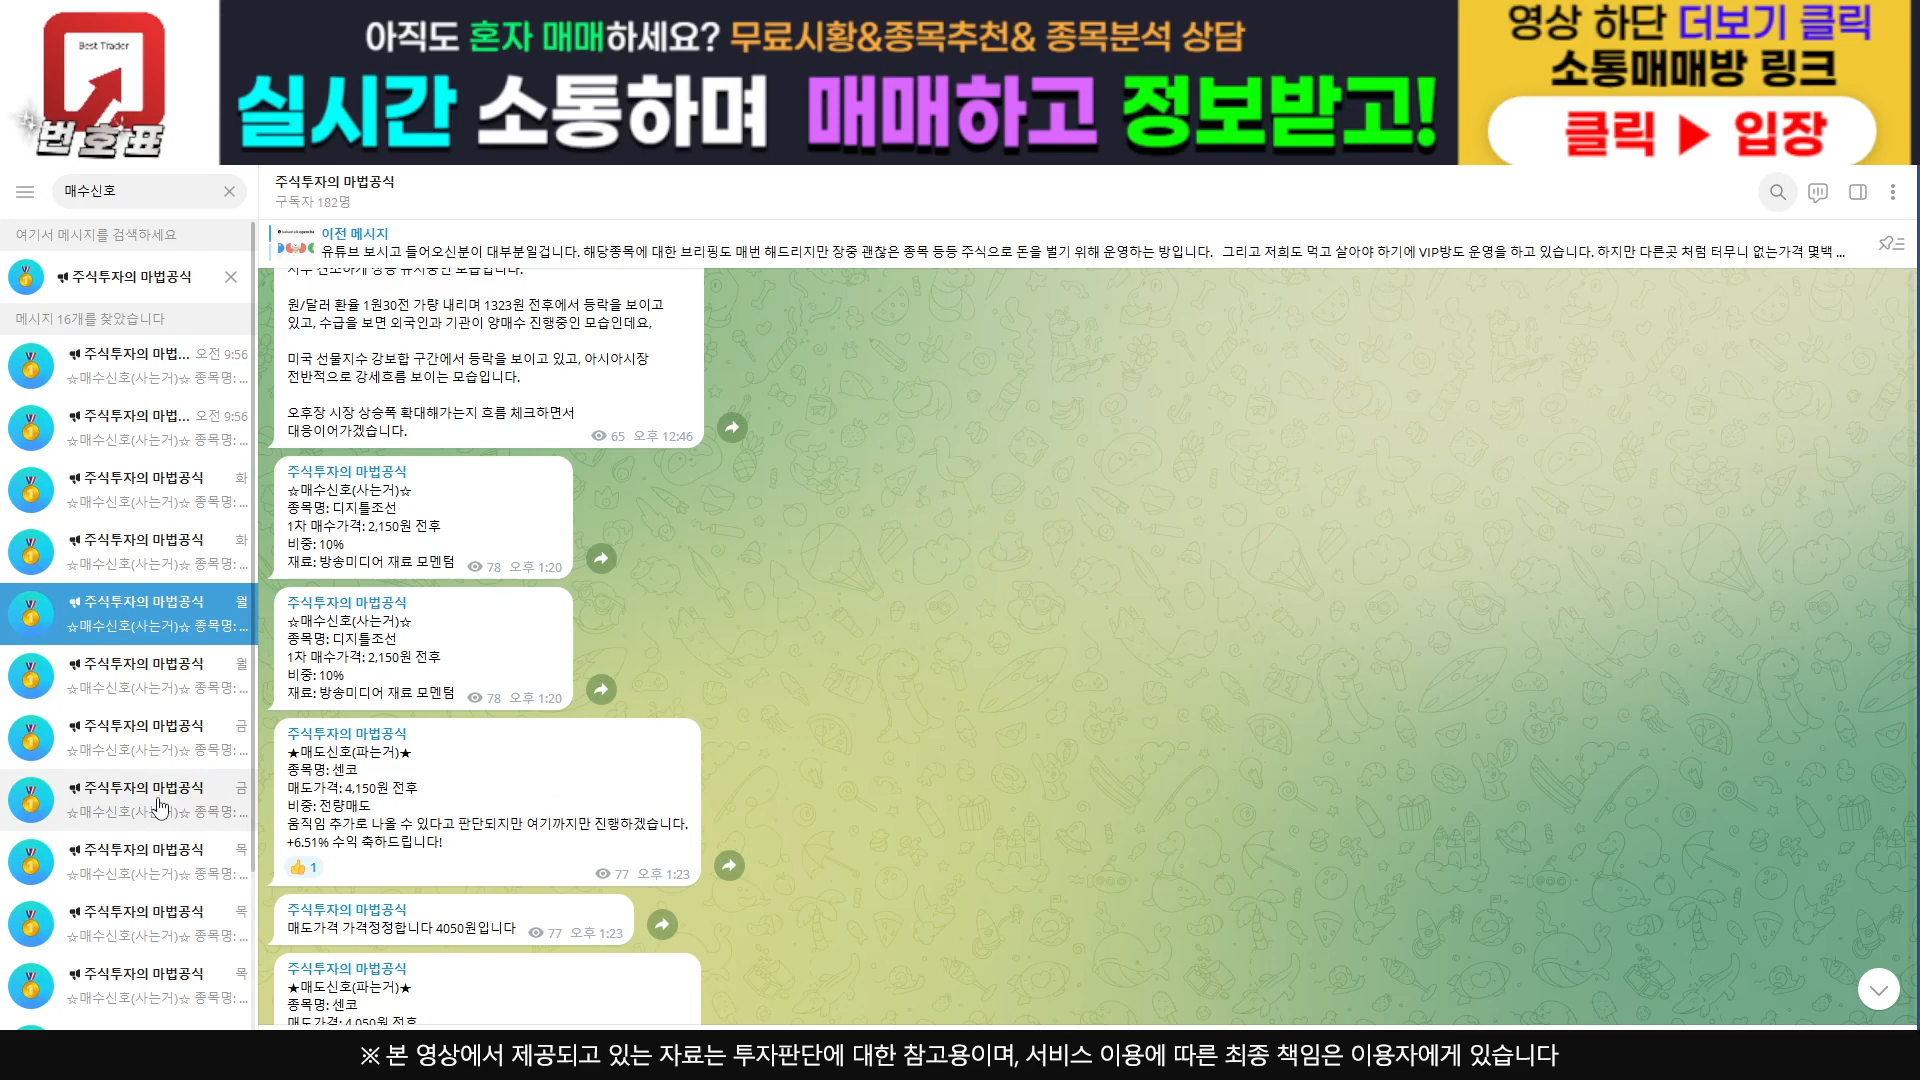 Best Trader
번호표
아직도 혼자 매매하세요? 무료시황&종목추천& 종목분석 상담
실시간 소통하며 매매하고 정보받고!
영상 하단 더보기 클릭
소통매매방 링크
클릭 ▶ 입장
매수신호
여기서 메시지를 검색하세요
주식투자의 마법공식
메시지 16개를 찾았습니다
주식투자의 마법... 오전 9:56
☆매수신호(사는거)☆ 종목명: ...
주식투자의 마법... 오전 9:56
☆매수신호(사는거)☆ 종목명: ...
주식투자의 마법공식 화
☆매수신호(사는거)☆ 종목명: ...
주식투자의 마법공식 화
☆매수신호(사는거)☆ 종목명: ...
주식투자의 마법공식 월
☆매수신호(사는거)☆ 종목명: ...
주식투자의 마법공식 월
☆매수신호(사는거)☆ 종목명: ...
주식투자의 마법공식 금
☆매수신호(사는거)☆ 종목명: ...
주식투자의 마법공식 금
☆매수신호(사는거)☆ 종목명: ...
주식투자의 마법공식 목
☆매수신호(사는거)☆ 종목명: ...
주식투자의 마법공식 목
☆매수신호(사는거)☆ 종목명: ...
주식투자의 마법공식 목
☆매수신호(사는거)☆ 종목명: ...
주식투자의 마법공식
구독자 182명
이전 메시지
유튜브 보시고 들어오신분이 대부분일겁니다. 해당종목에 대한 브리핑도 매번 해드리지만 장중 괜찮은 종목 등등 주식으로 돈을 벌기 위해 운영하는 방입니다. 그리고 저희도 먹고 살아야 하기에 VIP방도 운영을 하고 있습니다. 하지만 다른곳 처럼 터무니 없는가격 몇백 ...
원/달러 환율 1원30전 가량 내리며 1323원 전후에서 등락을 보이고
있고, 수급을 보면 외국인과 기관이 양매수 진행중인 모습인데요,
미국 선물지수 강보합 구간에서 등락을 보이고 있고, 아시아시장
전반적으로 강세흐름 보이는 모습입니다.
오후장 시장 상승폭 확대해가는지 흐름 체크하면서
대응이어가겠습니다. 65 오후 12:46
주식투자의 마법공식
☆매수신호(사는거)☆
종목명: 디지틀조선
1차 매수가격: 2,150원 전후
비중: 10%
재료: 방송미디어 재료 모멘텀 78 오후 1:20
주식투자의 마법공식
☆매수신호(사는거)☆
종목명: 디지틀조선
1차 매수가격: 2,150원 전후
비중: 10%
재료: 방송미디어 재료 모멘텀 78 오후 1:20
주식투자의 마법공식
★매도신호(파는거)★
종목명: 센코
매도가격: 4,150원 전후
비중: 전량매도
움직임 추가로 나올 수 있다고 판단되지만 여기까지만 진행하겠습니다.
+6.51% 수익 축하드립니다!
1 77 오후 1:23
주식투자의 마법공식
매도가격 가격정정합니다 4050원입니다 77 오후 1:23
주식투자의 마법공식
★매도신호(파는거)★
종목명: 센코
매도가격: 4,050원 전후
※ 본 영상에서 제공되고 있는 자료는 투자판단에 대한 참고용이며, 서비스 이용에 따른 최종 책임은 이용자에게 있습니다